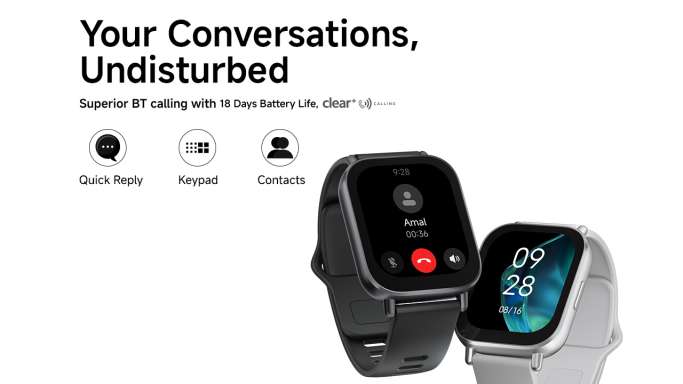 Your Conversations,
Undisturbed
Superior BT calling with 18 Days Battery Life, clear+ CALLING
Quick Reply
Keypad
Contacts
9:28
Amal
00:36
09
28
08/16